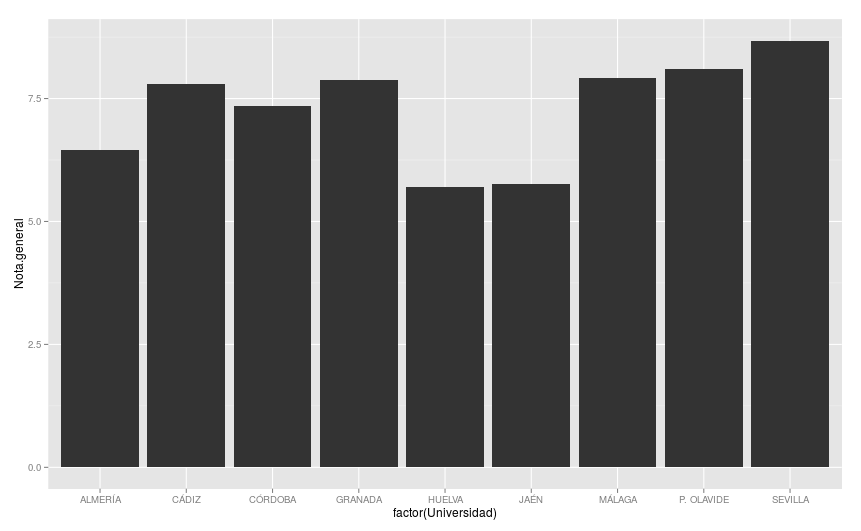 7.5
5.0
2.5
0.0
Nota.general
ALMERÍA CÁDIZ CÓRDOBA GRANADA HUELVA JAÉN MÁLAGA P. OLAVIDE SEVILLA
factor(Universidad)